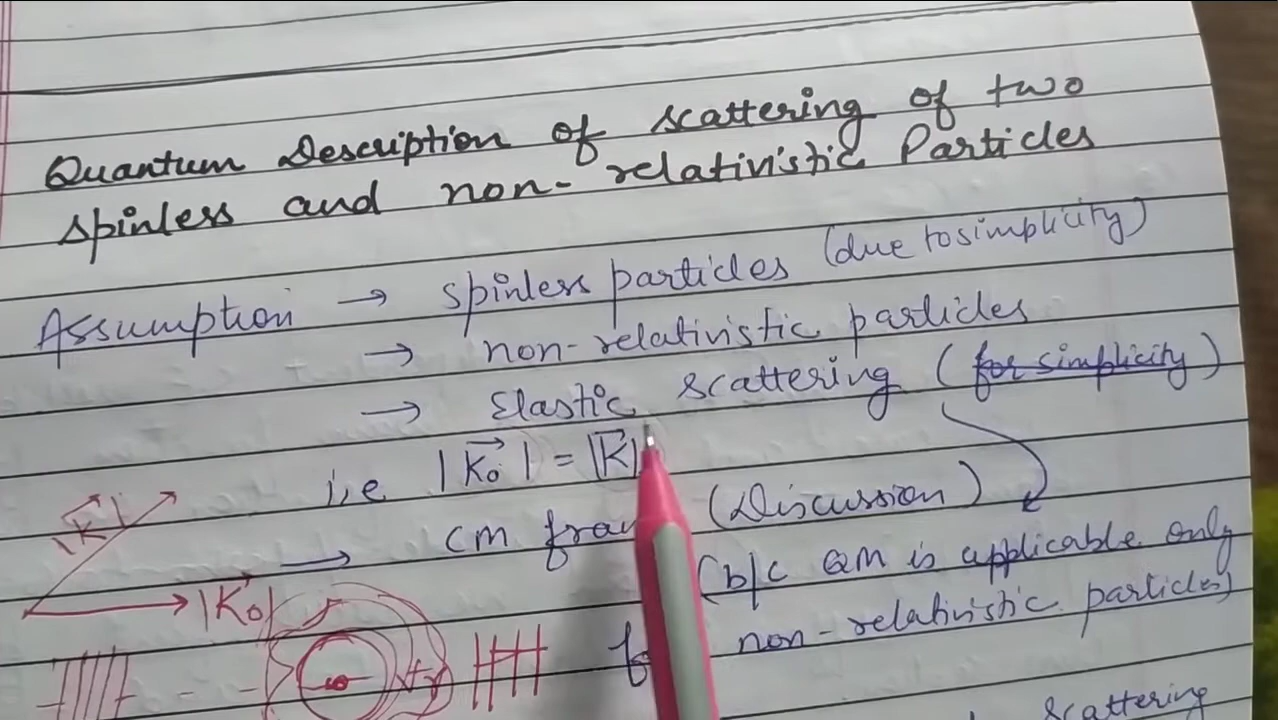 Quantum Description of scattering of two
spinless and non-relativistic Particles
Assumption → spinless particles (due to simplicity)
→ non-relativistic particles
→ Elastic scattering (for simplicity)
i.e |K₀| = |K|
→ CM (Discussion)
(b/c QM is applicable only
non-relativistic particles)
|K|
|K₀|
scattering